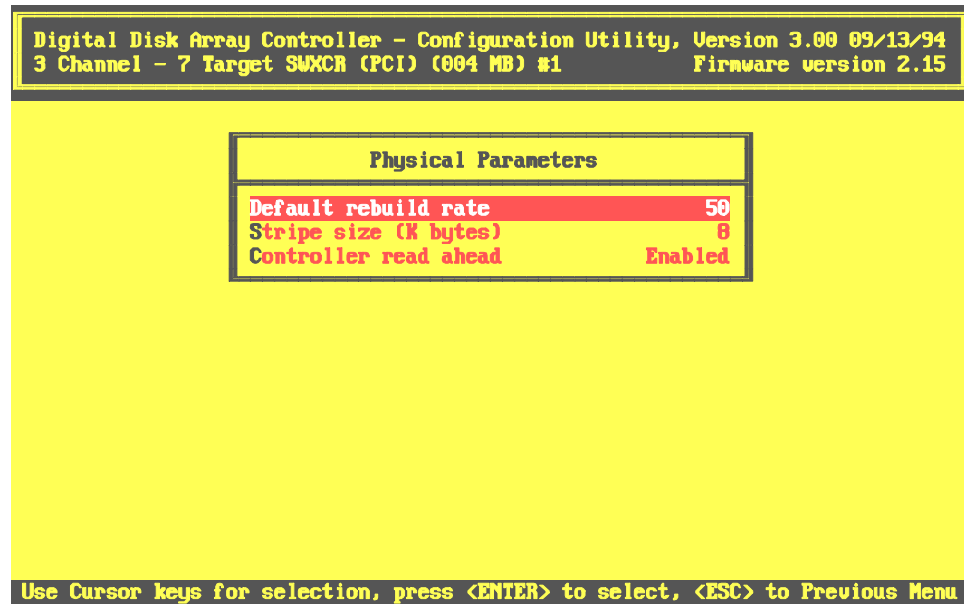 Digital Disk Array Controller – Configuration Utility, Version 3.00 09/13/94
3 Channel – 7 Target SWXCR (PCI) (004 MB) #1 Firmware version 2.15
Physical Parameters
Default rebuild rate 50
Stripe size (K bytes) 8
Controller read ahead Enabled
Use Cursor keys for selection, press <ENTER> to select, <ESC> to Previous Menu